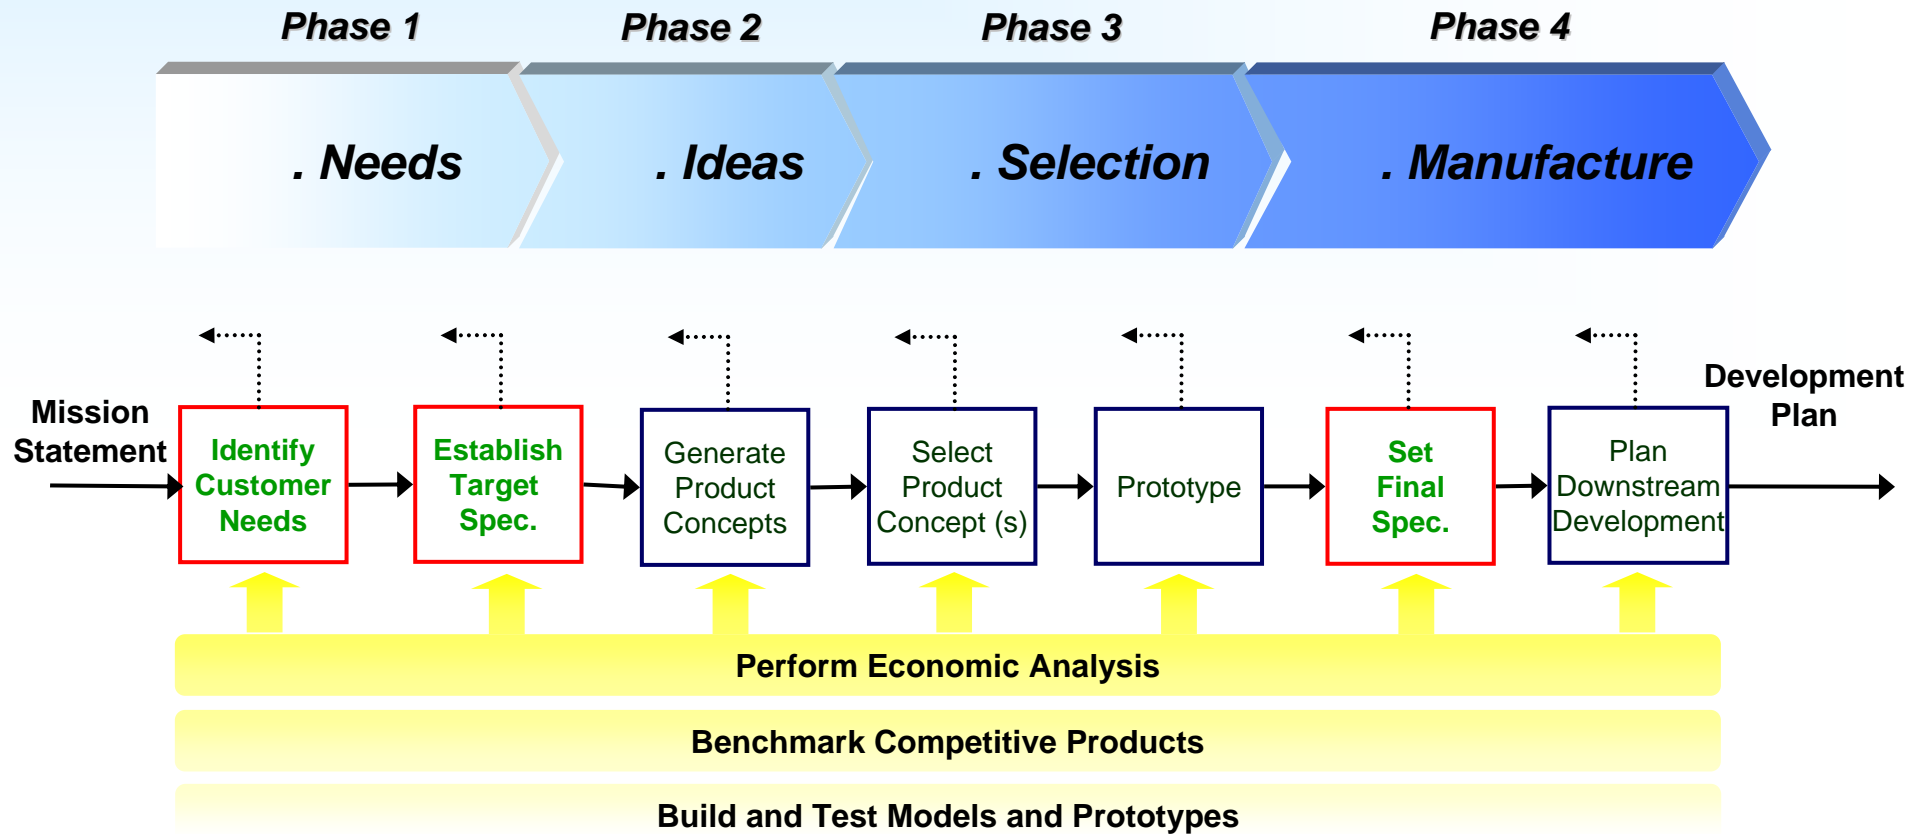 Phase 1
Phase 2
Phase 3
Phase 4
. Needs
. Ideas
. Selection
. Manufacture
Mission
Statement
Identify
Customer
Needs
Establish
Target
Spec.
Generate
Product
Concepts
Select
Product
Concept (s)
Prototype
Set
Final
Spec.
Plan
Downstream
Development
Development
Plan
Perform Economic Analysis
Benchmark Competitive Products
Build and Test Models and Prototypes